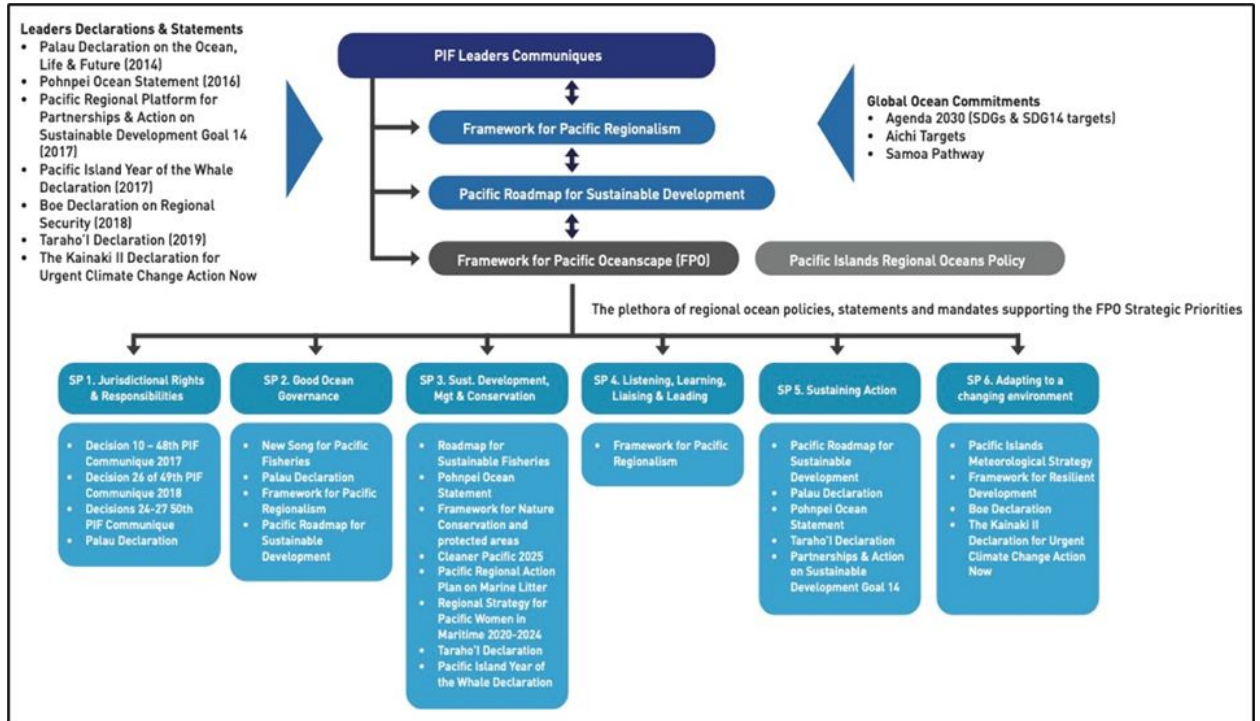 Leaders Declarations & Statements
• Palau Declaration on the Ocean,
Life & Future (2014)
• Pohnpei Ocean Statement (2016)
• Pacific Regional Platform for
Partnerships & Action on
Sustainable Development Goal 14
(2017)
• Pacific Island Year of the Whale
Declaration (2017)
• Boe Declaration on Regional
Security (2018)
• Taraho'I Declaration (2019)
• The Kainaki II Declaration for
Urgent Climate Change Action Now
PIF Leaders Communiques
Framework for Pacific Regionalism
Pacific Roadmap for Sustainable Development
Framework for Pacific Oceanscape (FPO)
Pacific Islands Regional Oceans Policy
Global Ocean Commitments
• Agenda 2030 (SDGs & SDG14 targets)
• Aichi Targets
• Samoa Pathway
The plethora of regional ocean policies, statements and mandates supporting the FPO Strategic Priorities
SP 1. Jurisdictional Rights
& Responsibilities
• Decision 10 – 48th PIF
Communique 2017
• Decision 26 of 49th PIF
Communique 2018
• Decisions 24-27 50th
PIF Communique
• Palau Declaration
SP 2. Good Ocean
Governance
• New Song for Pacific
Fisheries
• Palau Declaration
• Framework for Pacific
Regionalism
• Pacific Roadmap for
Sustainable
Development
SP 3. Sust. Development,
Mgt & Conservation
• Roadmap for
Sustainable Fisheries
• Pohnpei Ocean
Statement
• Framework for Nature
Conservation and
protected areas
• Cleaner Pacific 2025
• Pacific Regional Action
Plan on Marine Litter
• Regional Strategy for
Pacific Women in
Maritime 2020-2024
• Taraho'I Declaration
• Pacific Island Year of
the Whale Declaration
SP 4. Listening, Learning,
Liaising & Leading
• Framework for Pacific
Regionalism
SP 5. Sustaining Action
• Pacific Roadmap for
Sustainable
Development
• Palau Declaration
• Pohnpei Ocean
Statement
• Taraho'I Declaration
• Partnerships & Action
on Sustainable
Development Goal 14
SP 6. Adapting to a
changing environment
• Pacific Islands
Meteorological Strategy
• Framework for Resilient
Development
• Boe Declaration
• The Kainaki II
Declaration for Urgent
Climate Change Action
Now